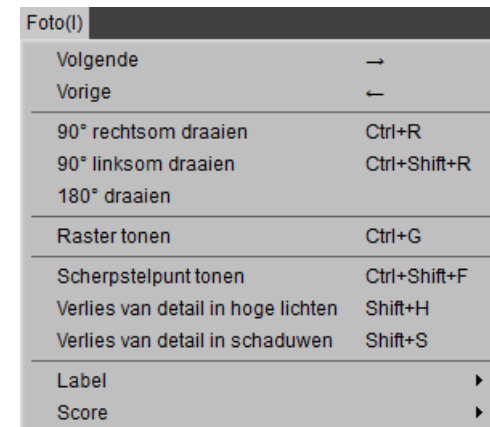 Foto(I)
Volgende →
Vorige ←
90° rechtsom draaien Ctrl+R
90° linksom draaien Ctrl+Shift+R
180° draaien
Raster tonen Ctrl+G
Scherpstelpunt tonen Ctrl+Shift+F
Verlies van detail in hoge lichten Shift+H
Verlies van detail in schaduwen Shift+S
Label
Score